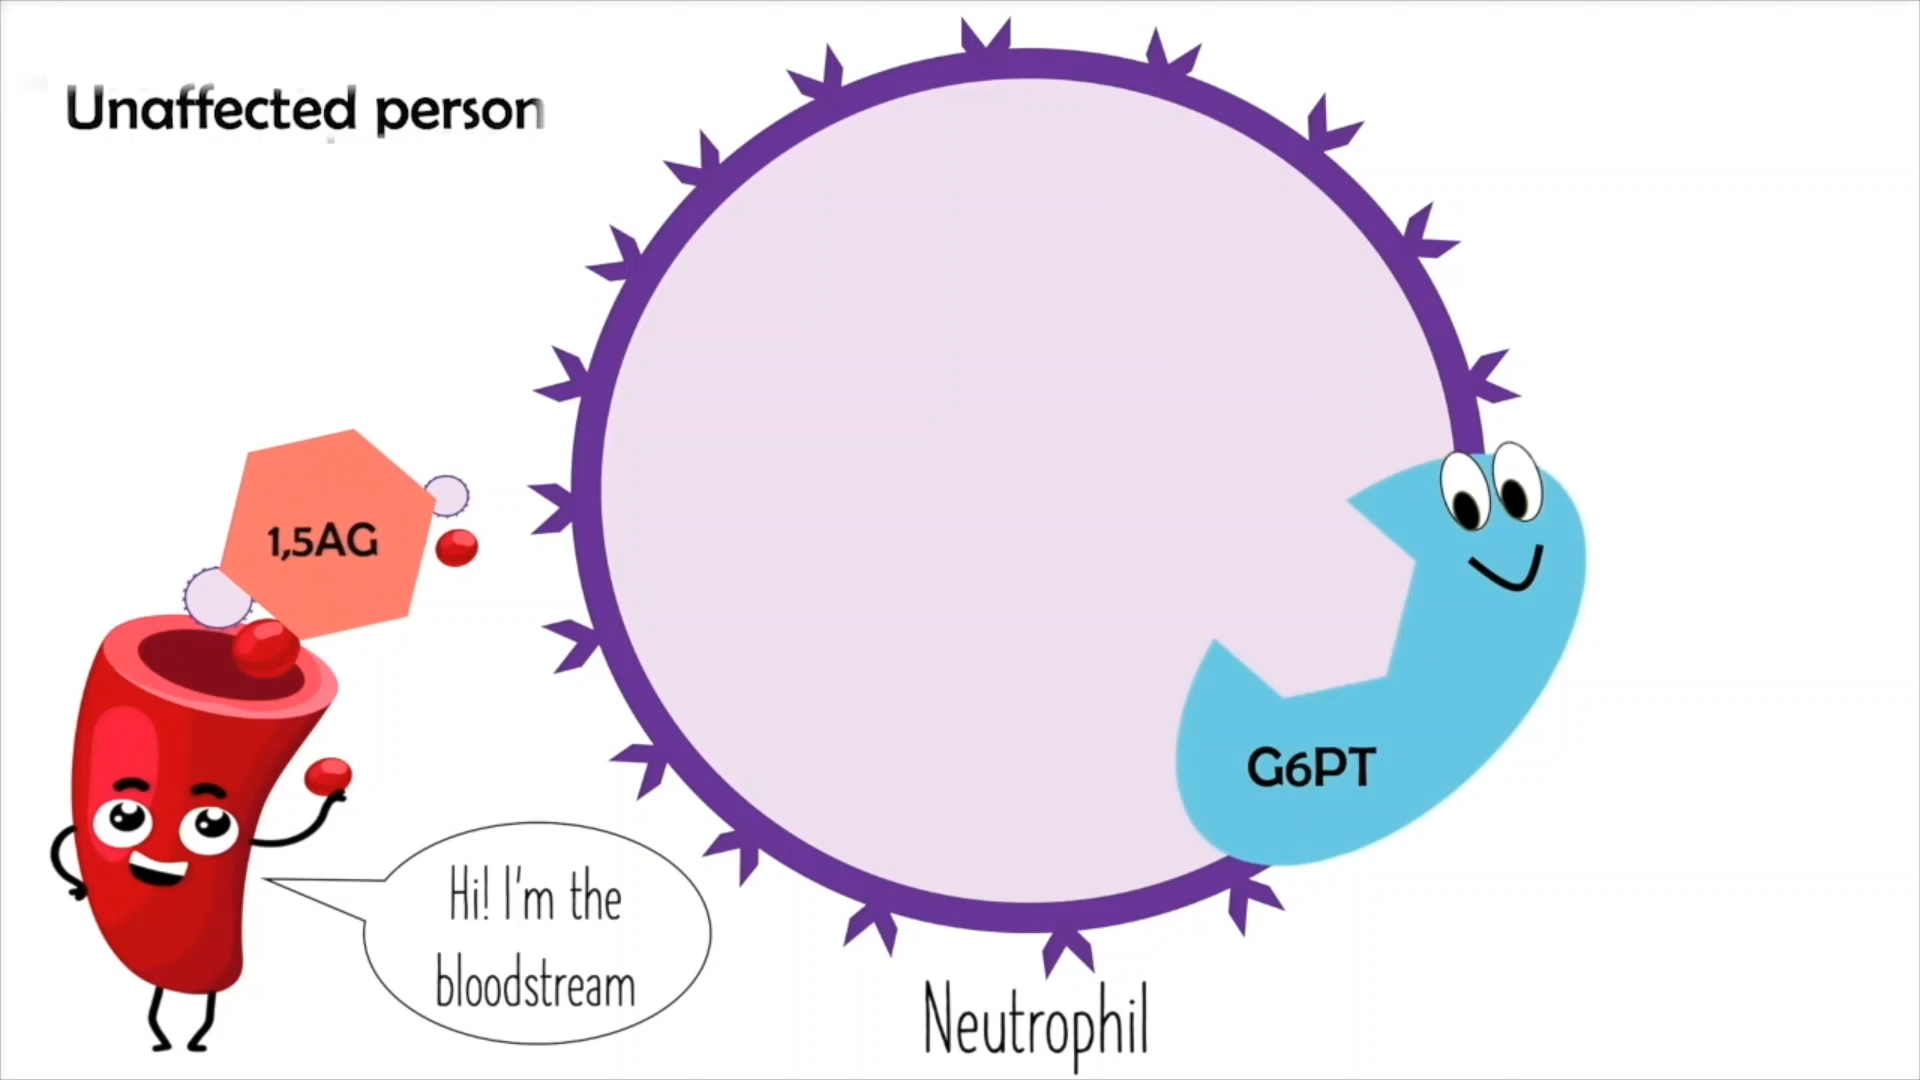 Unaffected person
1,5AG
G6PT
Hi! I'm the
bloodstream
Neutrophil